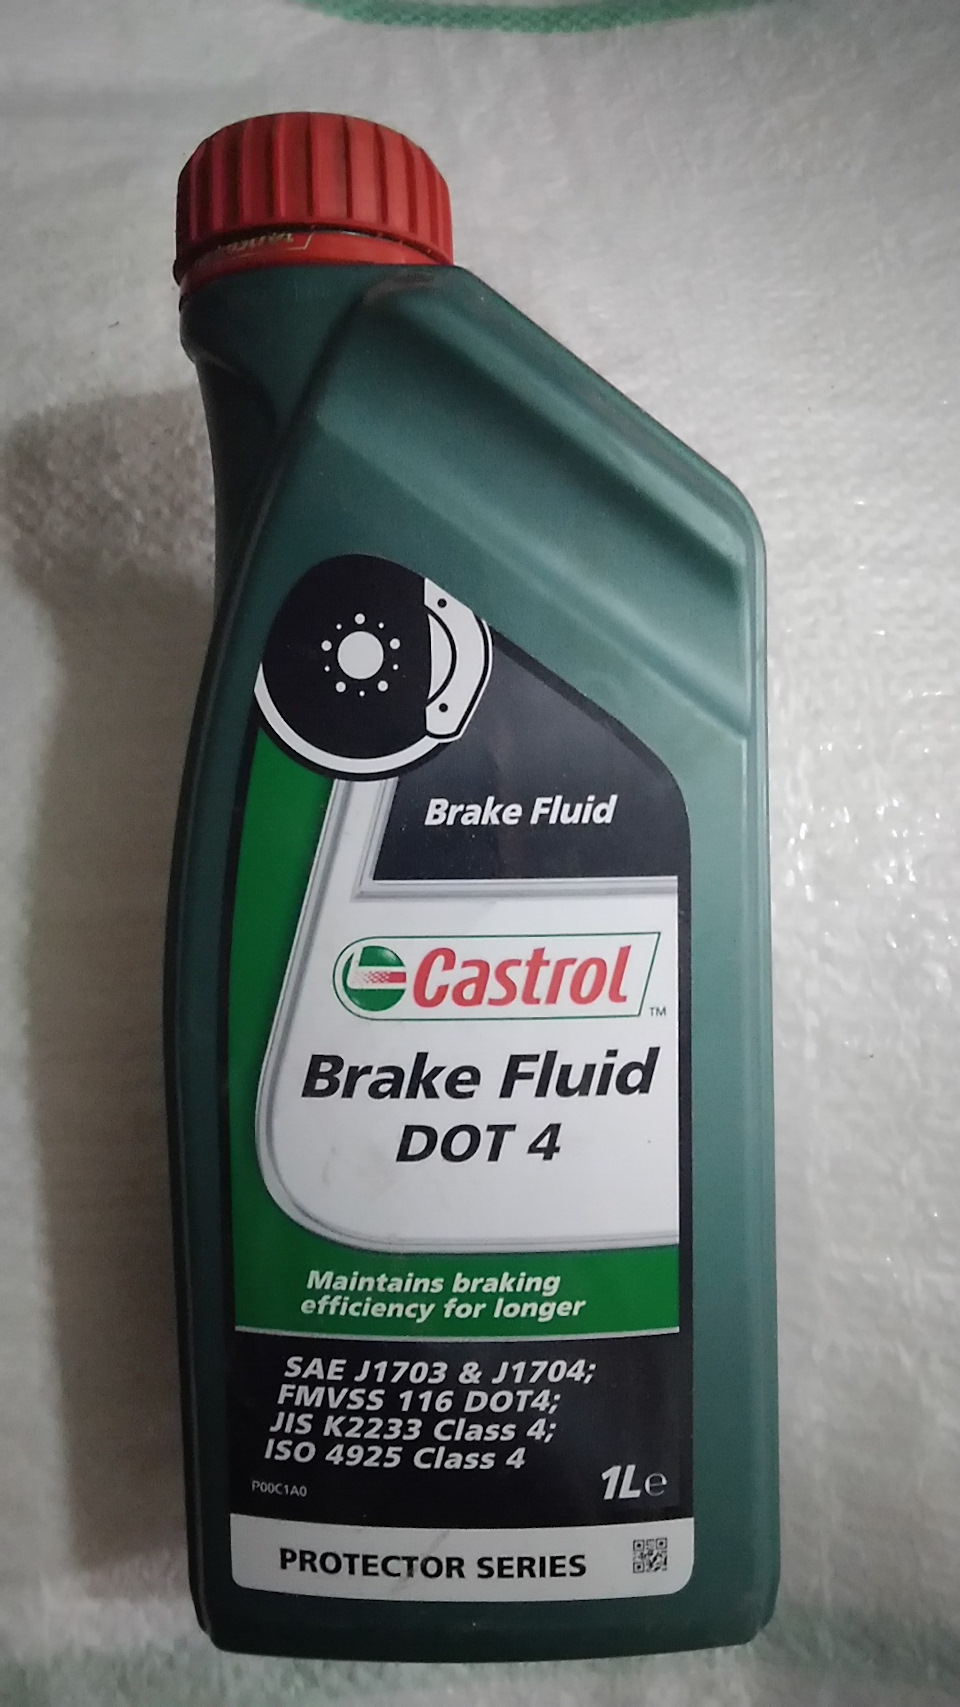 Brake Fluid
Castrol
TM
Brake Fluid
DOT 4
Maintains braking
efficiency for longer
SAE J1703 & J1704;
FMVSS 116 DOT4;
JIS K2233 Class 4;
ISO 4925 Class 4
P00C1A0
1L e
PROTECTOR SERIES